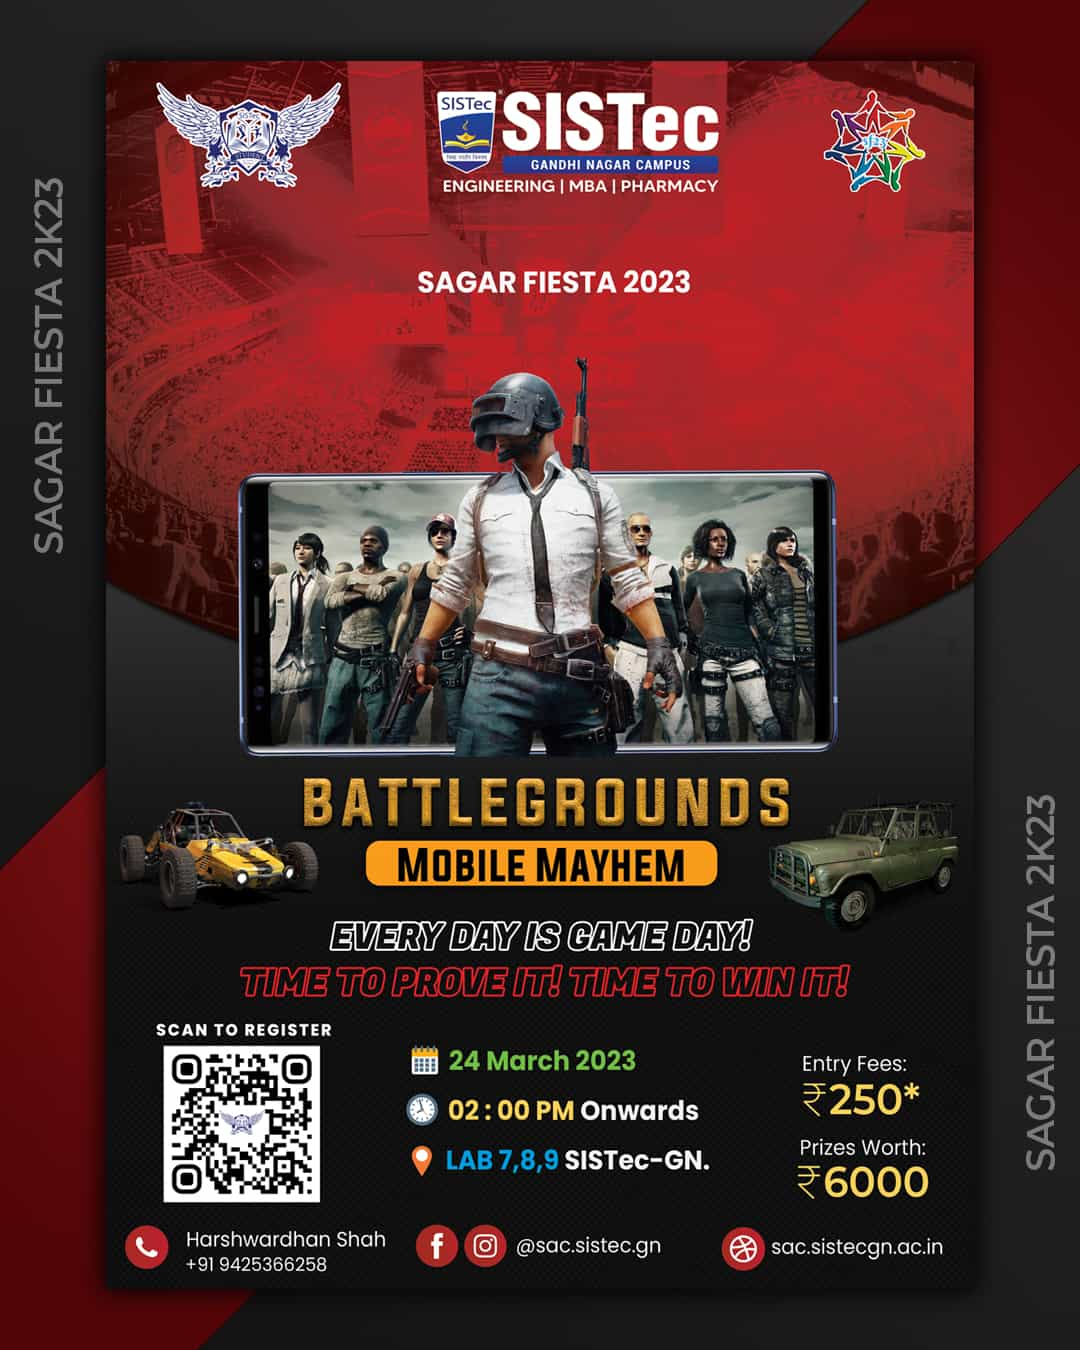 SISTec
SISTec
GANDHI NAGAR CAMPUS
ENGINEERING | MBA | PHARMACY
SAGAR FIESTA 2K23
SAGAR FIESTA 2023
BATTLEGROUNDS
MOBILE MAYHEM
EVERY DAY IS GAME DAY!
TIME TO PROVE IT! TIME TO WIN IT!
SCAN TO REGISTER
24 March 2023
02 : 00 PM Onwards
LAB 7,8,9 SISTec-GN.
Entry Fees:
₹250*
Prizes Worth:
₹6000
SAGAR FIESTA 2K23
Harshwardhan Shah
+91 9425366258
@sac.sistec.gn
sac.sistecgn.ac.in